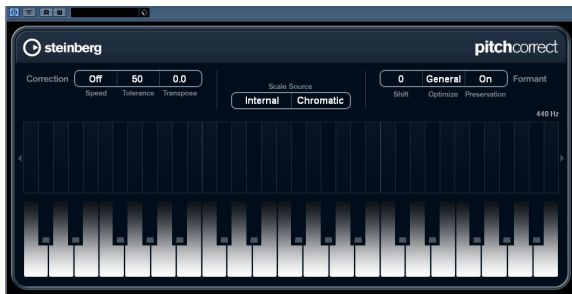 R W
steinberg
pitchcorrect
Correction Off 50 0.0
Speed Tolerance Transpose
Scale Source
Internal Chromatic
0 General On Formant
Shift Optimize Preservation
440 Hz